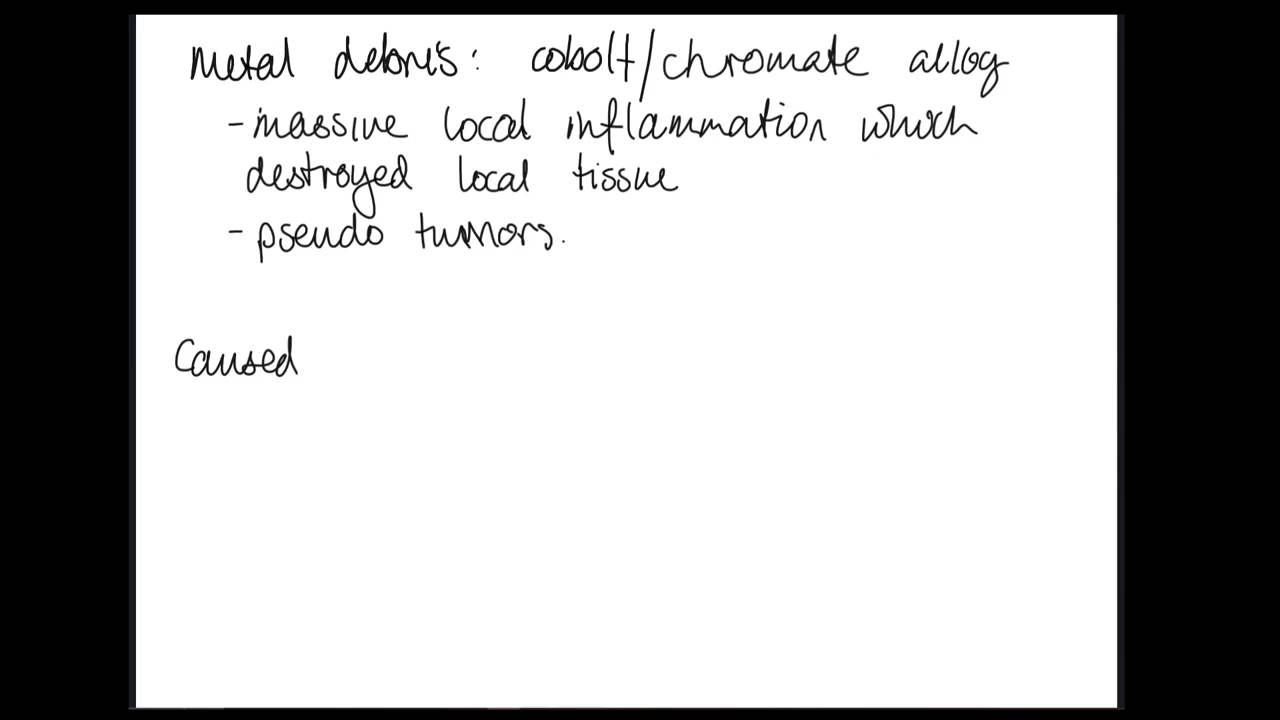 Metal debris: cobolt/chromate alloy
- massive local inflammation which
destroyed local tissue
- pseudo tumors.
Caused